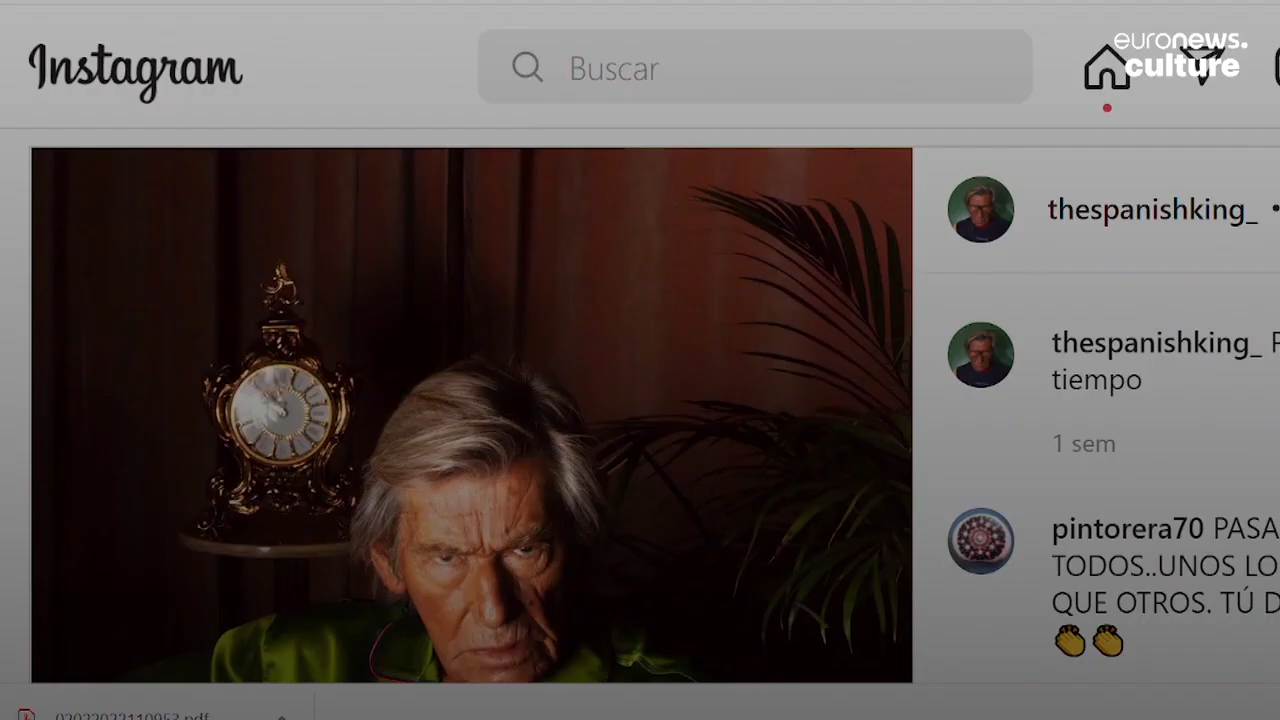 Instagram
Buscar
euronews.
culture
thespanishking_ •
thespanishking_
tiempo
1 sem
pintorera70 PASA
TODOS..UNOS LO
QUE OTROS. TÚ D
👏👏